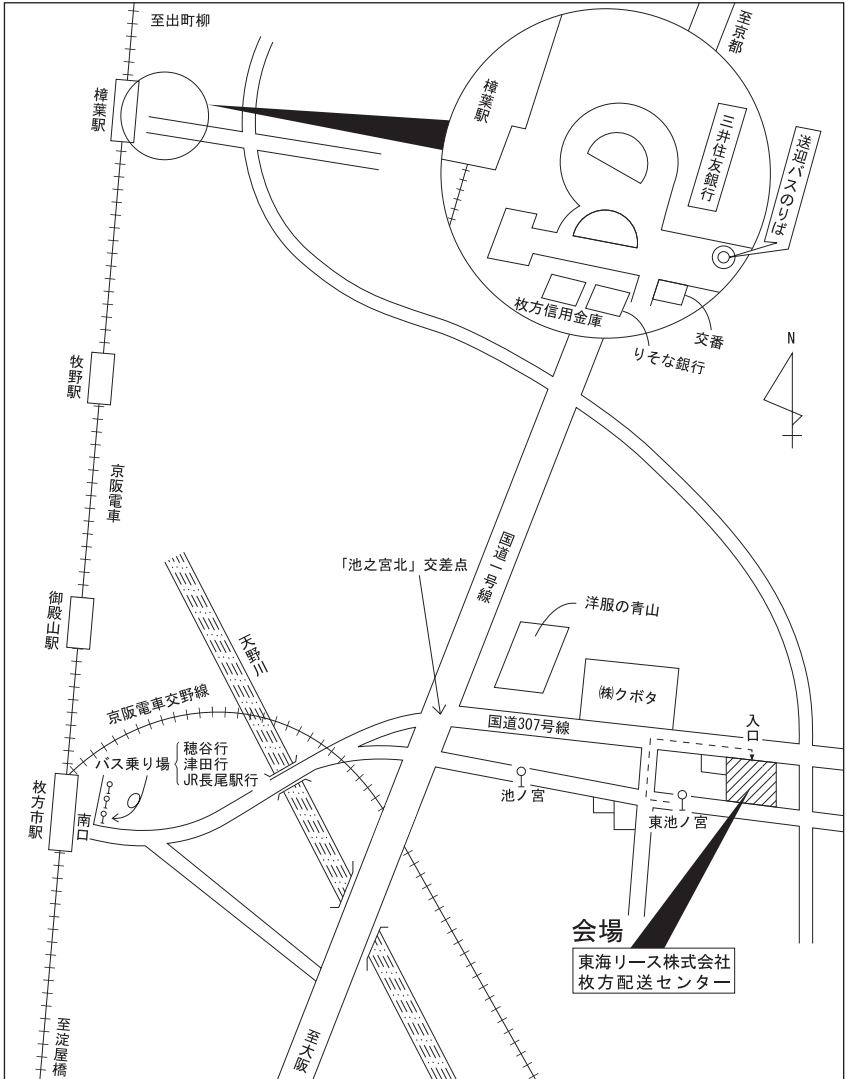 至出町柳
樟葉駅
樟葉駅
至京都
三井住友銀行
送迎バスのりば
枚方信用金庫
りそな銀行
交番
N
牧野駅
京阪電車
御殿山駅
「池之宮北」交差点
国道一号線
洋服の青山
天野川
㈱クボタ
京阪電車交野線
国道307号線
入口
バス乗り場
穂谷行
津田行
JR長尾駅行
枚方市駅
南口
池ノ宮
東池ノ宮
会場
東海リース株式会社
枚方配送センター
至淀屋橋
至大阪